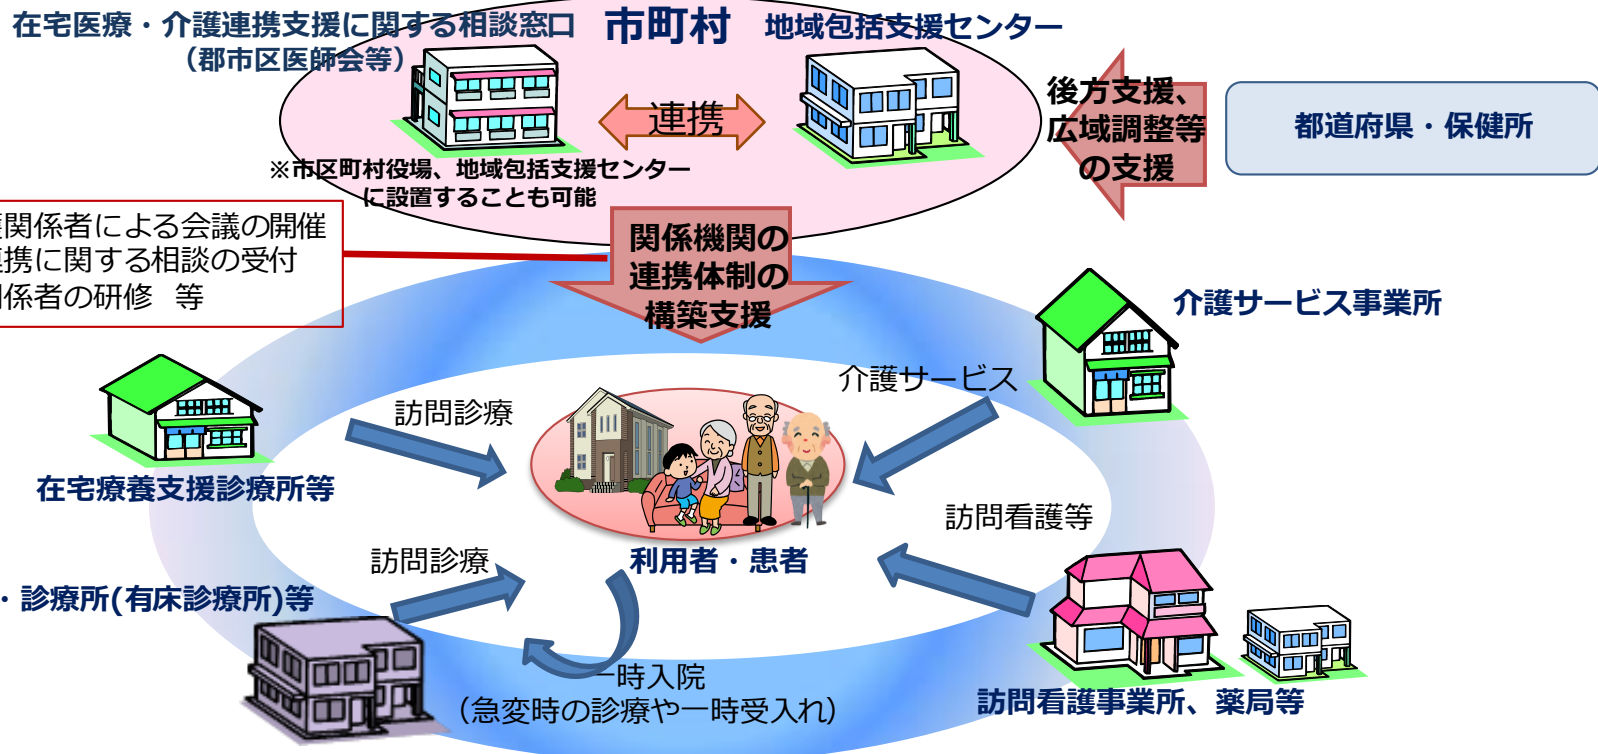 在宅医療・介護連携支援に関する相談窓口
（郡市区医師会等）
市町村
地域包括支援センター
連携
※市区町村役場、地域包括支援センター
に設置することも可能
後方支援、
広域調整等
の支援
都道府県・保健所
関係者による会議の開催
携に関する相談の受付
係者の研修 等
関係機関の
連携体制の
構築支援
介護サービス事業所
介護サービス
訪問診療
在宅療養支援診療所等
訪問看護等
利用者・患者
訪問診療
・診療所(有床診療所)等
一時入院
（急変時の診療や一時受入れ）
訪問看護事業所、薬局等